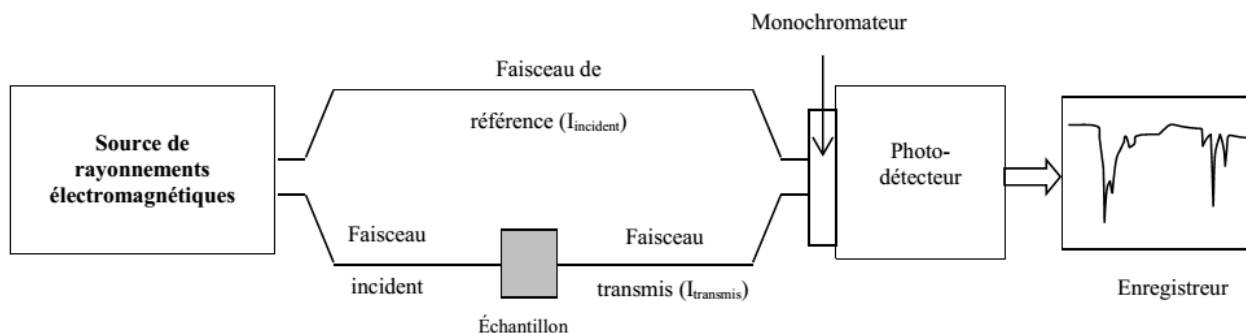 Monochromateur
Faisceau de
référence (Iincident)
Source de
rayonnements
électromagnétiques
Photo-
détecteur
Faisceau
incident
Faisceau
transmis (Itransmis)
Échantillon
Enregistreur